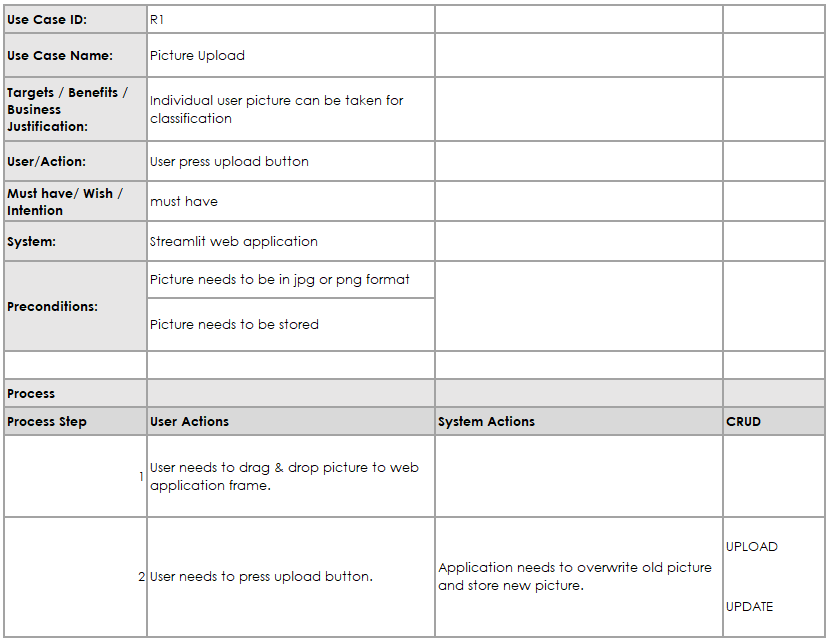 Use Case ID: R1
Use Case Name: Picture Upload
Targets / Benefits /
Business
Justification:
Individual user picture can be taken for
classification
User/Action: User press upload button
Must have/ Wish /
Intention
must have
System: Streamlit web application
Preconditions:
Picture needs to be in jpg or png format
Picture needs to be stored
Process
Process Step User Actions System Actions CRUD
1
User needs to drag & drop picture to web
application frame.
2 User needs to press upload button.
Application needs to overwrite old picture
and store new picture.
UPLOAD
UPDATE